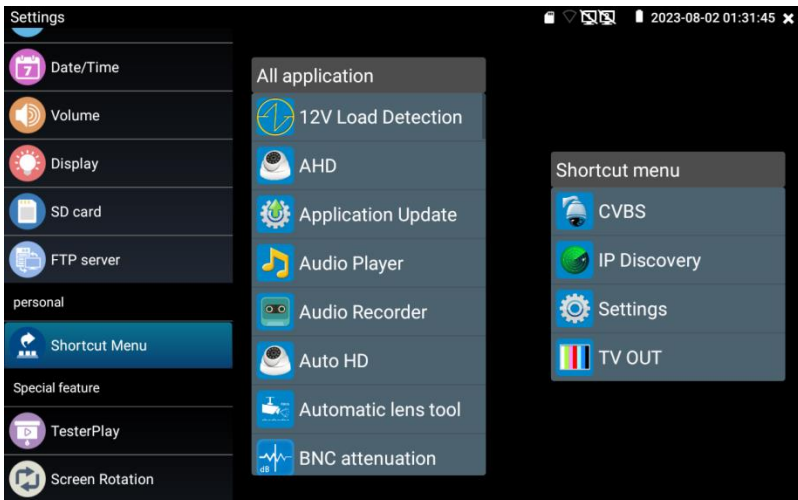 Settings
2023-08-02 01:31:45
7
Date/Time
Volume
Display
SD card
FTP server
personal
Shortcut Menu
Special feature
TesterPlay
Screen Rotation
All application
12V Load Detection
AHD
Application Update
Audio Player
Audio Recorder
Auto HD
Automatic lens tool
dB
BNC attenuation
Shortcut menu
CVBS
IP Discovery
Settings
TV OUT